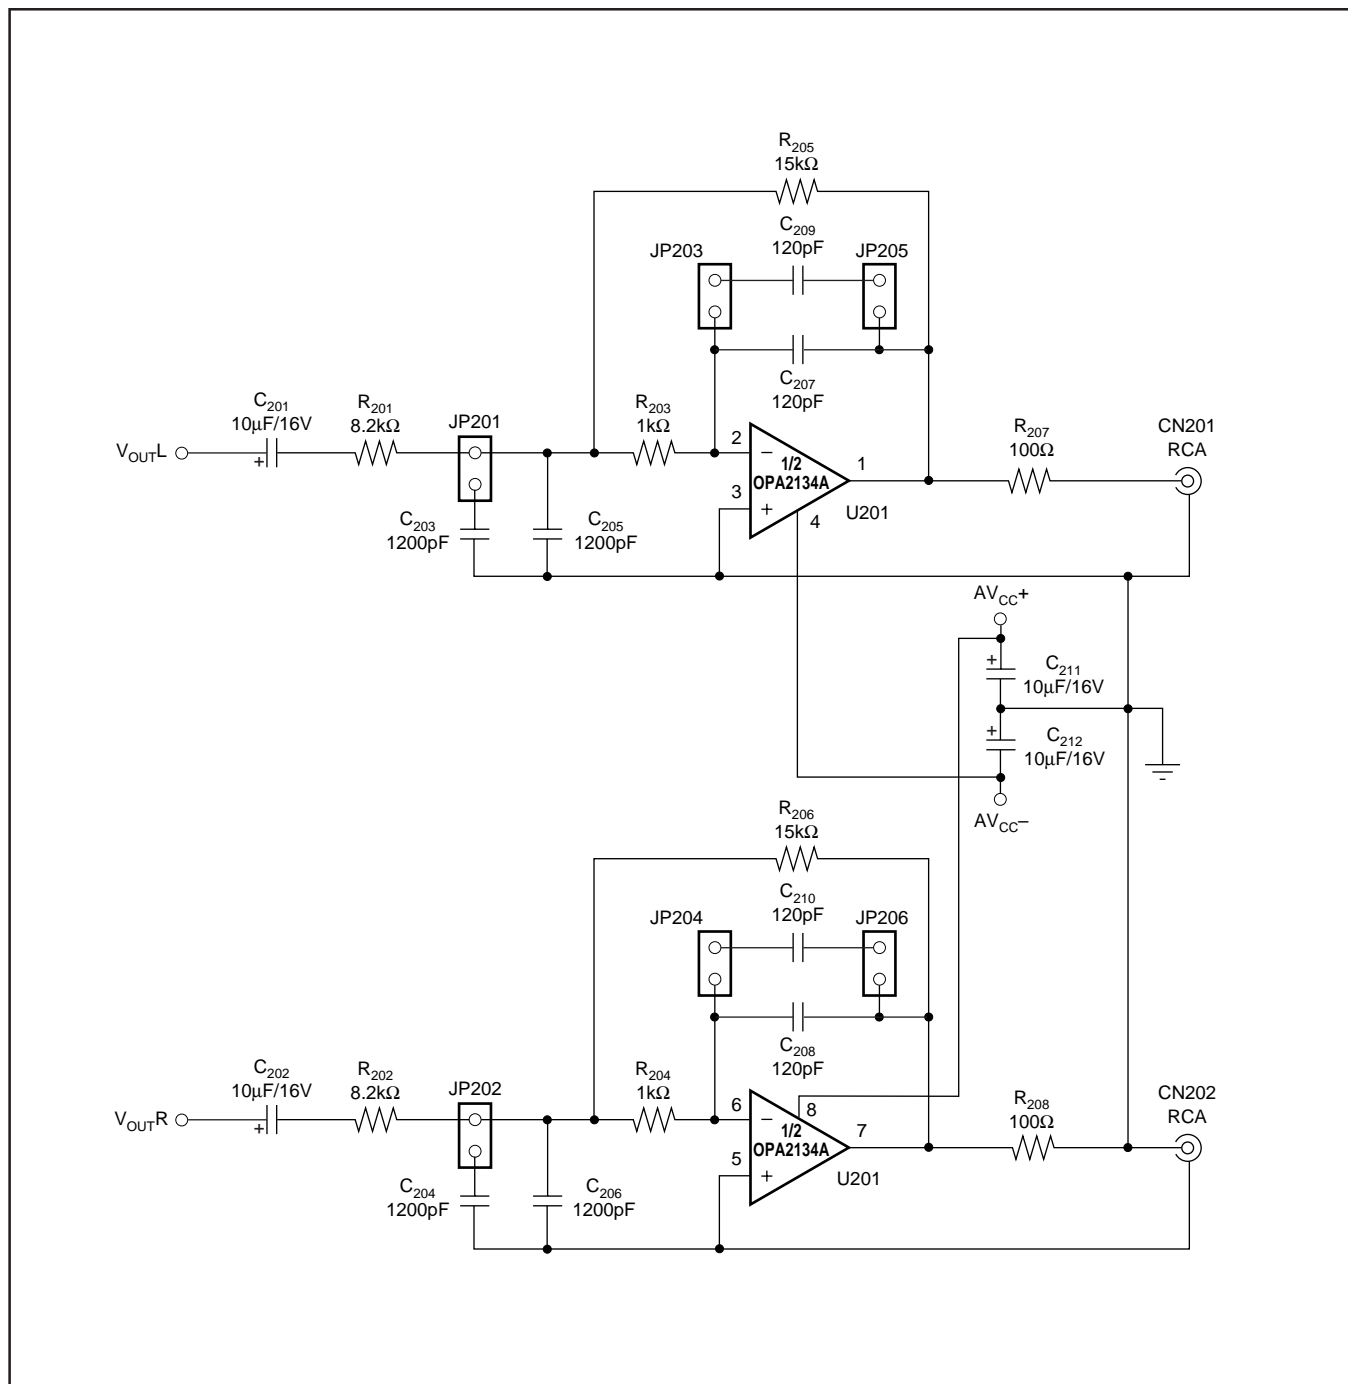 R205
15kΩ
C209
120pF
JP203
JP205
C207
120pF
C201
10µF/16V
R201
8.2kΩ
JP201
R203
1kΩ
VOUTL
+
2
–
1/2
OPA2134A
1
3
+
4
U201
R207
100Ω
CN201
RCA
C203
1200pF
C205
1200pF
AVCC+
+
C211
10µF/16V
+
C212
10µF/16V
AVCC–
R206
15kΩ
C210
120pF
JP204
JP206
C208
120pF
C202
10µF/16V
R202
8.2kΩ
JP202
R204
1kΩ
VOUTR
+
6
–
8
1/2
OPA2134A
7
5
+
U201
R208
100Ω
CN202
RCA
C204
1200pF
C206
1200pF